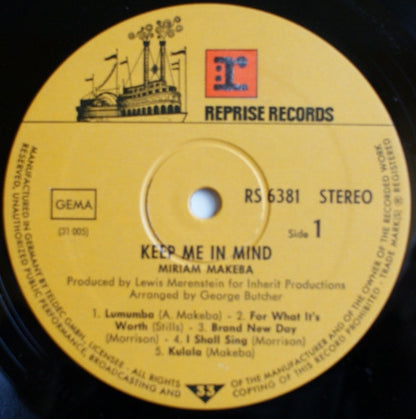 r:
REPRISE RECORDS
GEMA
(31 005)
RS 6381 STEREO
Side 1
KEEP ME IN MIND
MIRIAM MAKEBA
Produced by Lewis Merenstein for Inherit Productions
Arranged by George Butcher
1. Lumumba (A. Makeba) - 2. For What It's
Worth (Stills) - 3. Brand New Day
(Morrison) - 4. I Shall Sing (Morrison)
5. Kulala (Makeba)
33
MANUFACTURED IN GERMANY BY TELDEC GMBH, LICENSEE - ALL RIGHTS
OF THE MANUFACTURER AND OF THE OWNER OF THE RECORDED WORK
RESERVED, UNAUTHORIZED PUBLIC PERFORMANCE, BROADCASTING AND
COPYING OF THIS RECORD PROHIBITED - TRADE MARK(S) ® REGISTERED